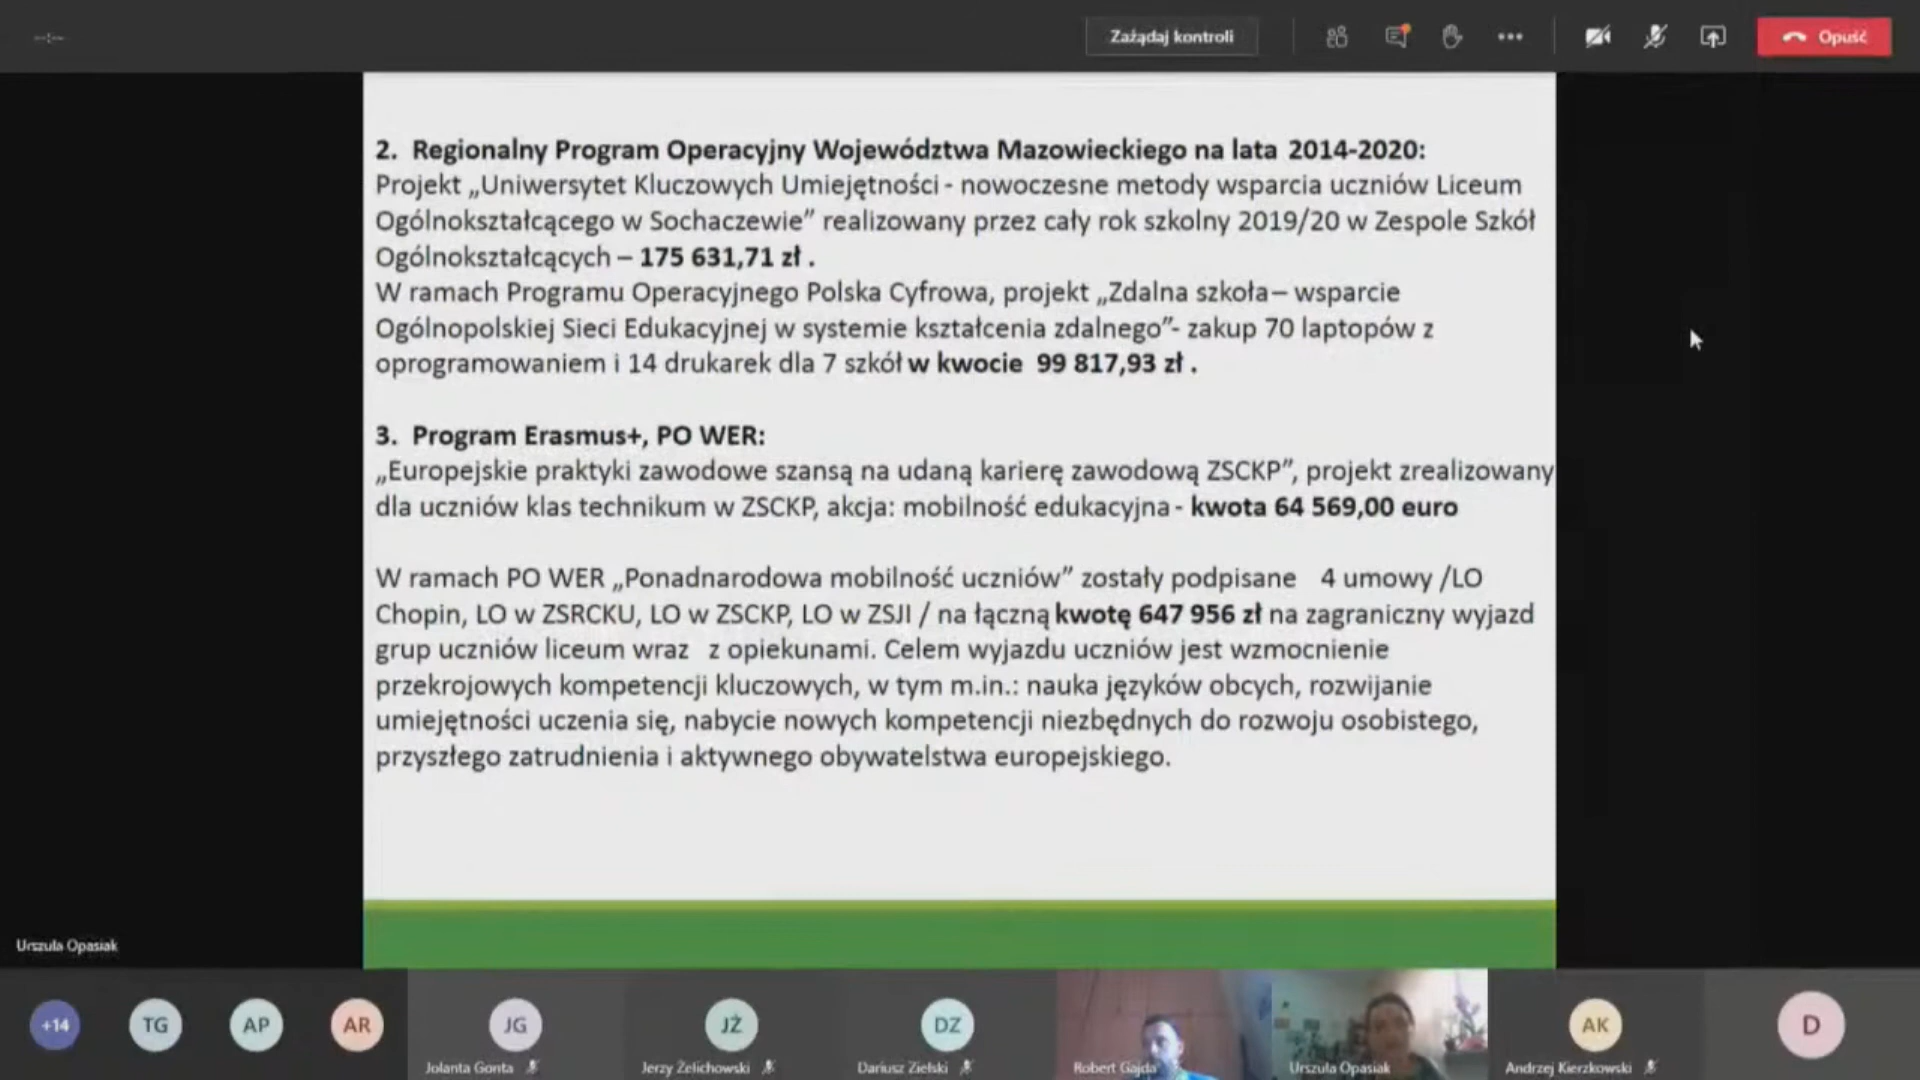 --:--
Zażądaj kontroli
Opuść
2. Regionalny Program Operacyjny Województwa Mazowieckiego na lata 2014-2020:
Projekt „Uniwersytet Kluczowych Umiejętności - nowoczesne metody wsparcia uczniów Liceum
Ogólnokształcącego w Sochaczewie” realizowany przez cały rok szkolny 2019/20 w Zespole Szkół
Ogólnokształcących – 175 631,71 zł .
W ramach Programu Operacyjnego Polska Cyfrowa, projekt „Zdalna szkoła– wsparcie
Ogólnopolskiej Sieci Edukacyjnej w systemie kształcenia zdalnego”- zakup 70 laptopów z
oprogramowaniem i 14 drukarek dla 7 szkół w kwocie 99 817,93 zł .
3. Program Erasmus+, PO WER:
„Europejskie praktyki zawodowe szansą na udaną karierę zawodową ZSCKP”, projekt zrealizowany
dla uczniów klas technikum w ZSCKP, akcja: mobilność edukacyjna - kwota 64 569,00 euro
W ramach PO WER „Ponadnarodowa mobilność uczniów” zostały podpisane 4 umowy /LO
Chopin, LO w ZSRCKU, LO w ZSCKP, LO w ZSJI / na łączną kwotę 647 956 zł na zagraniczny wyjazd
grup uczniów liceum wraz z opiekunami. Celem wyjazdu uczniów jest wzmocnienie
przekrojowych kompetencji kluczowych, w tym m.in.: nauka języków obcych, rozwijanie
umiejętności uczenia się, nabycie nowych kompetencji niezbędnych do rozwoju osobistego,
przyszłego zatrudnienia i aktywnego obywatelstwa europejskiego.
Urszula Opasiak
+14
TG
AP
AR
JG
JŻ
DZ
AK
D
Jolanta Gonta
Jerzy Żelichowski
Dariusz Zielski
Robert Gajda
Urszula Opasiak
Andrzej Kierzkowski